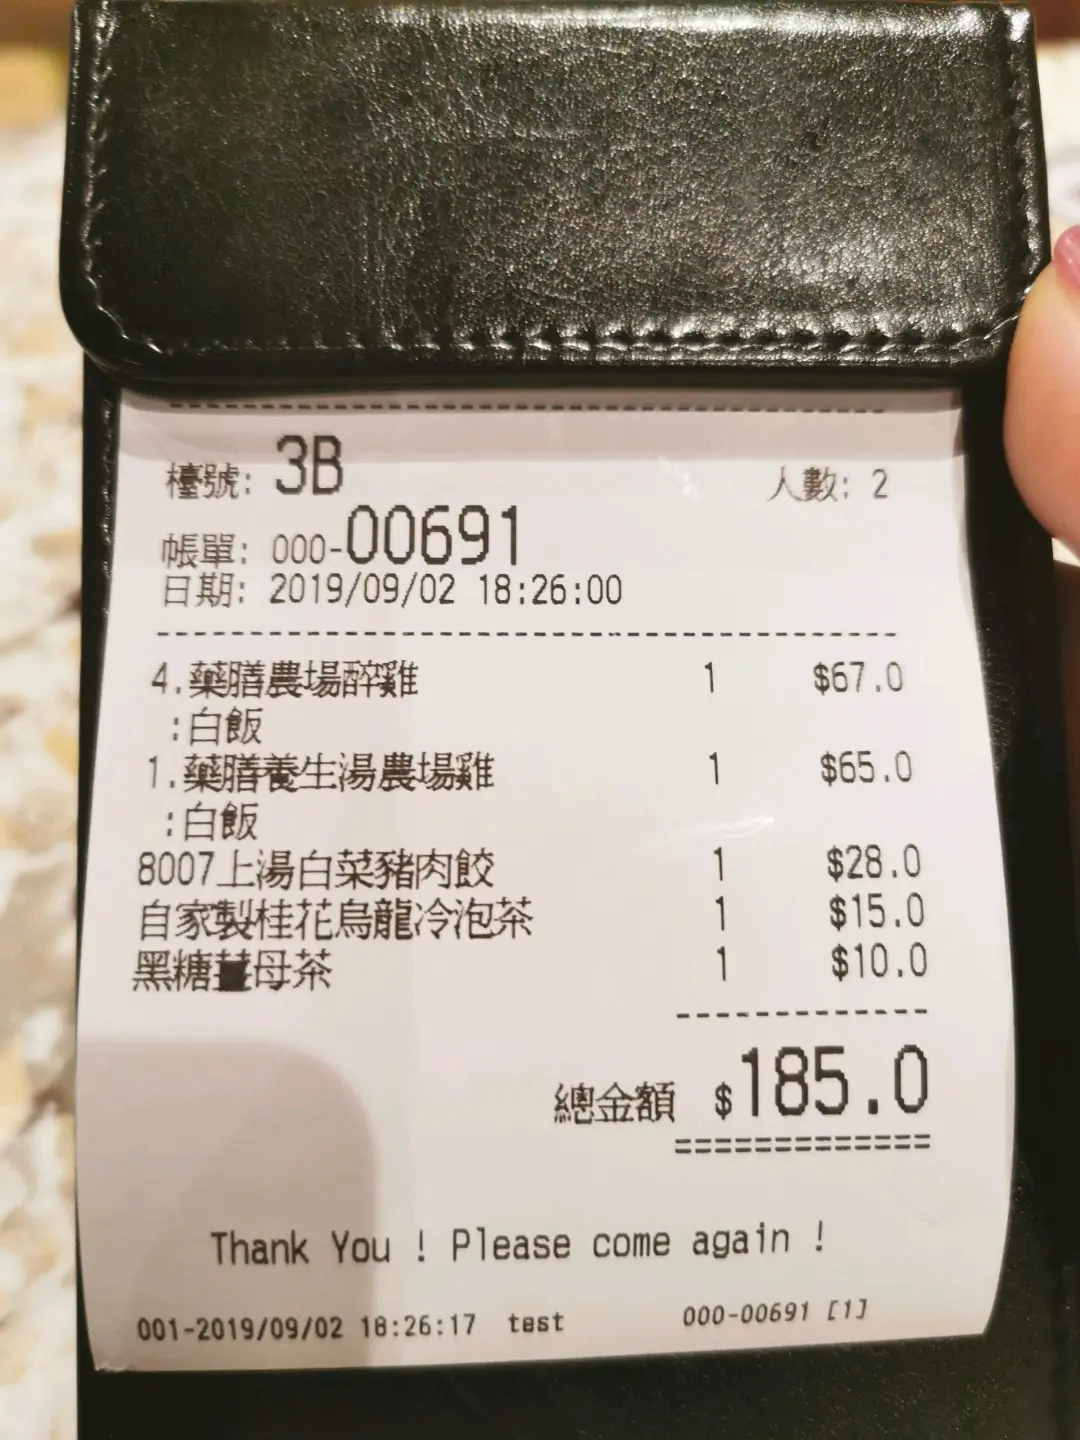 檯號: 3B 人數: 2
帳單: 000-00691
日期: 2019/09/02 18:26:00
4.藥膳農場醉雞 1 $67.0
:白飯
1.藥膳養生湯農場雞 1 $65.0
:白飯
8007上湯白菜豬肉餃 1 $28.0
自家製桂花烏龍冷泡茶 1 $15.0
黑糖薑母茶 1 $10.0
總金額 $185.0
Thank You ! Please come again !
001-2019/09/02 18:26:17 test 000-00691 [1]